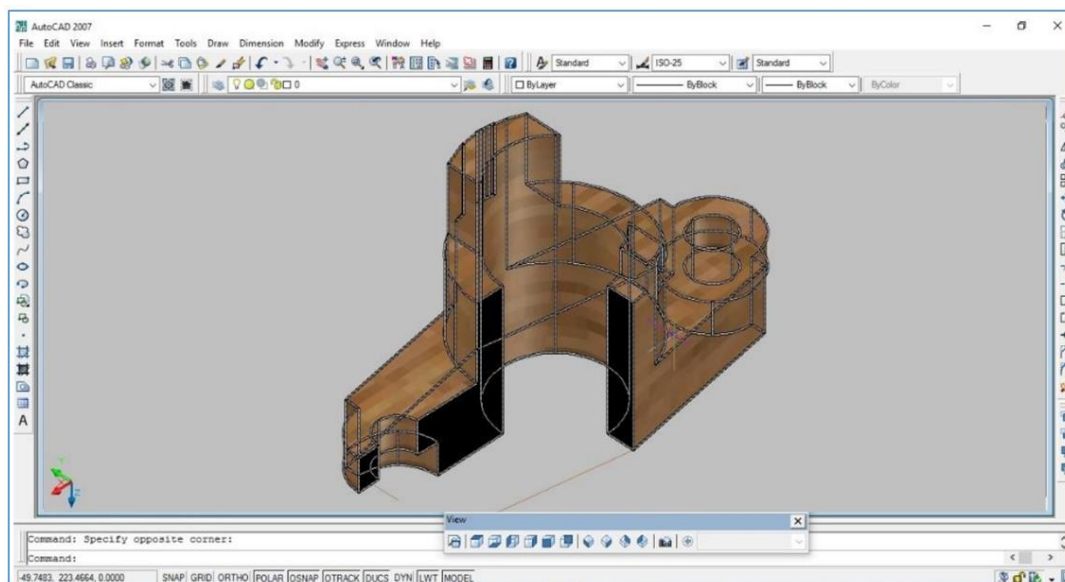 AutoCAD 2007
File Edit View Insert Format Tools Draw Dimension Modify Express Window Help
Standard ISO-25 Standard
AutoCAD Classic 0 ByLayer ByBlock ByBlock ByColor
A
View
Command: Specify opposite corner:
Command:
-49.7483, 223.4664, 0.0000 SNAP GRID ORTHO POLAR OSNAP OTRACK DUCS DYN LWT MODEL